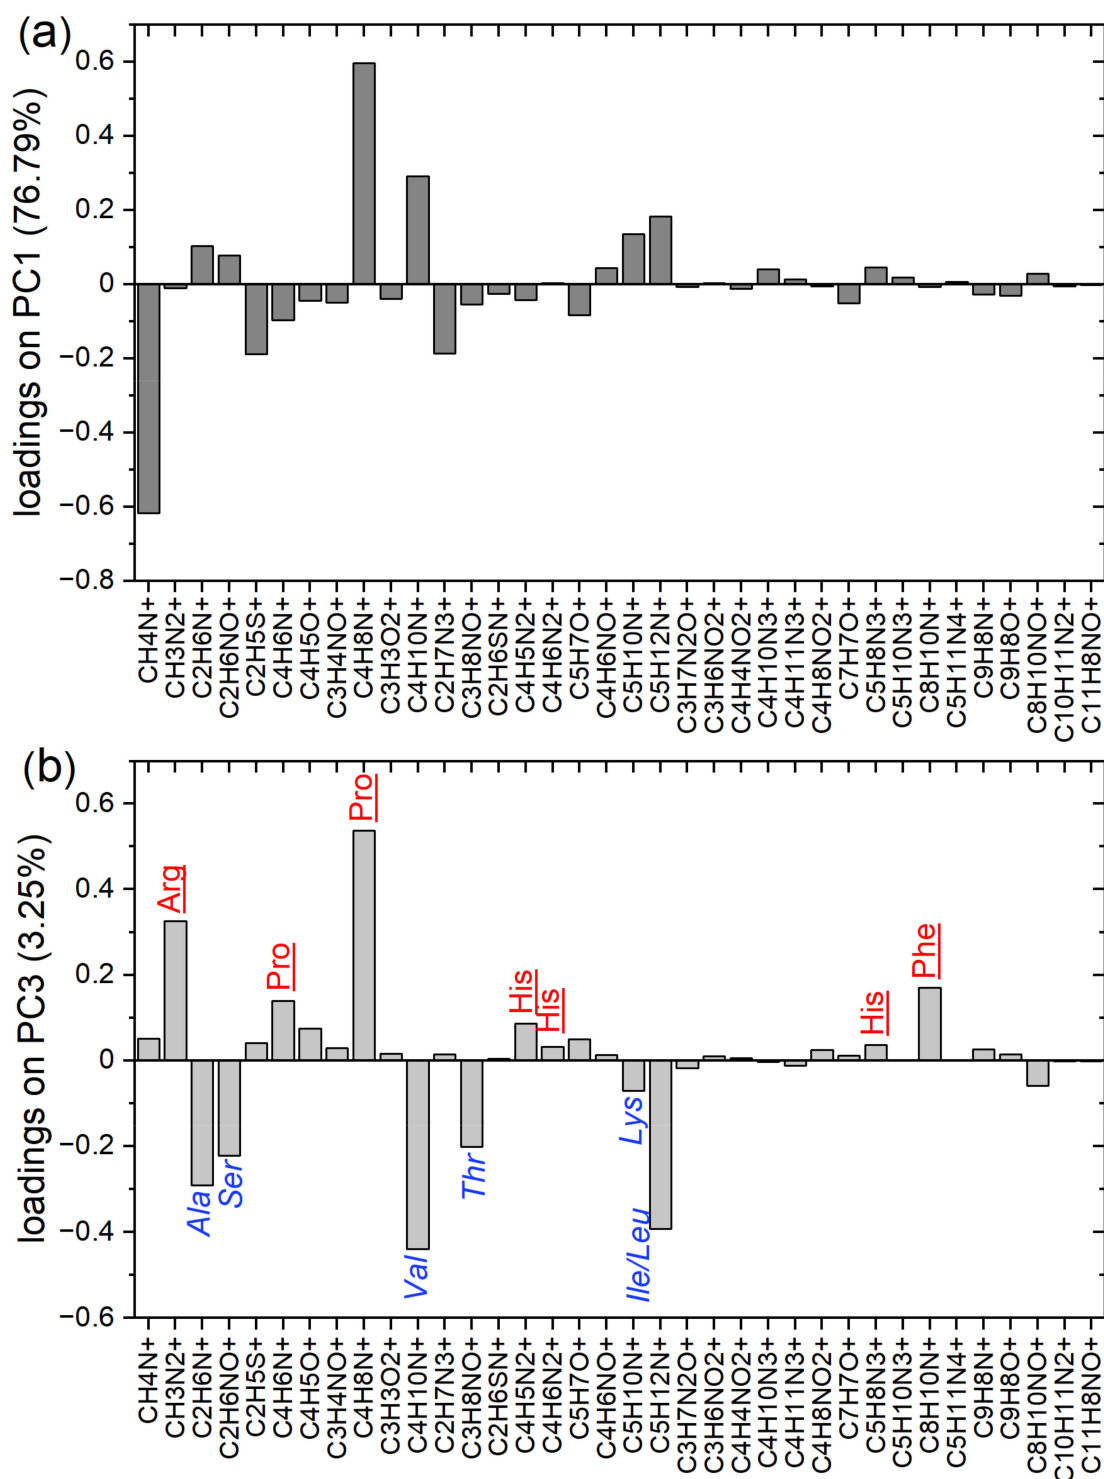 (a)
loadings on PC1 (76.79%)
0.6
0.4
0.2
0
−0.2
−0.4
−0.6
−0.8
CH4N+
CH3N2+
C2H6N+
C2H6NO+
C2H5S+
C4H6N+
C4H5O+
C3H4NO+
C4H8N+
C3H3O2+
C4H10N+
C2H7N3+
C3H8NO+
C2H6SN+
C4H5N2+
C4H6N2+
C5H7O+
C4H6NO+
C5H10N+
C5H12N+
C3H7N2O+
C3H6NO2+
C4H4NO2+
C4H10N3+
C4H11N3+
C4H8NO2+
C7H7O+
C5H8N3+
C5H10N3+
C8H10N+
C5H11N4+
C9H8N+
C9H8O+
C8H10NO+
C10H11N2+
C11H8NO+
(b)
loadings on PC3 (3.25%)
0.6
0.4
0.2
0
−0.2
−0.4
−0.6
Arg
Pro
Pro
His
His
His
Phe
Ala
Ser
Val
Thr
Lys
Ile/Leu
CH4N+
CH3N2+
C2H6N+
C2H6NO+
C2H5S+
C4H6N+
C4H5O+
C3H4NO+
C4H8N+
C3H3O2+
C4H10N+
C2H7N3+
C3H8NO+
C2H6SN+
C4H5N2+
C4H6N2+
C5H7O+
C4H6NO+
C5H10N+
C5H12N+
C3H7N2O+
C3H6NO2+
C4H4NO2+
C4H10N3+
C4H11N3+
C4H8NO2+
C7H7O+
C5H8N3+
C5H10N3+
C8H10N+
C5H11N4+
C9H8N+
C9H8O+
C8H10NO+
C10H11N2+
C11H8NO+